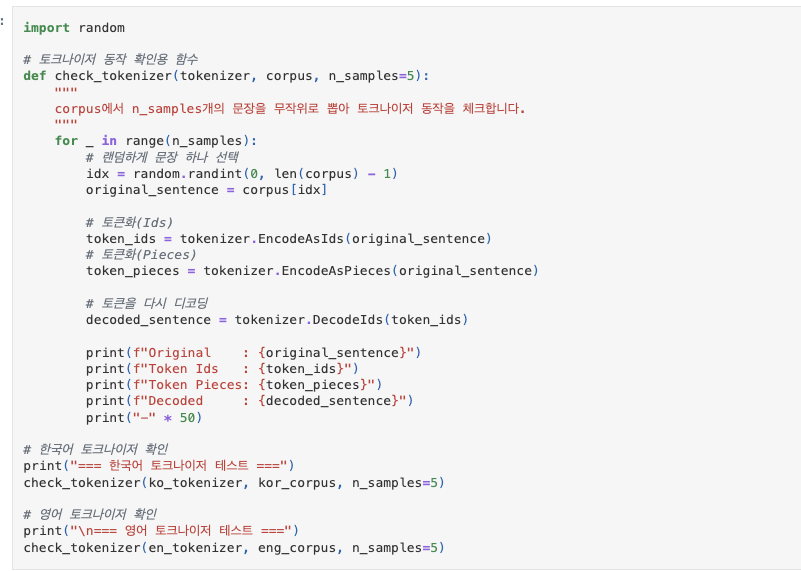 :
import random

# 토크나이저 동작 확인용 함수
def check_tokenizer(tokenizer, corpus, n_samples=5):
    """
    corpus에서 n_samples개의 문장을 무작위로 뽑아 토크나이저 동작을 체크합니다.
    """
    for _ in range(n_samples):
        # 랜덤하게 문장 하나 선택
        idx = random.randint(0, len(corpus) - 1)
        original_sentence = corpus[idx]

        # 토큰화(Ids)
        token_ids = tokenizer.EncodeAsIds(original_sentence)
        # 토큰화(Pieces)
        token_pieces = tokenizer.EncodeAsPieces(original_sentence)

        # 토큰을 다시 디코딩
        decoded_sentence = tokenizer.DecodeIds(token_ids)

        print(f"Original    : {original_sentence}")
        print(f"Token Ids   : {token_ids}")
        print(f"Token Pieces: {token_pieces}")
        print(f"Decoded     : {decoded_sentence}")
        print("-" * 50)

# 한국어 토크나이저 확인
print("=== 한국어 토크나이저 테스트 ===")
check_tokenizer(ko_tokenizer, kor_corpus, n_samples=5)

# 영어 토크나이저 확인
print("\n=== 영어 토크나이저 테스트 ===")
check_tokenizer(en_tokenizer, eng_corpus, n_samples=5)